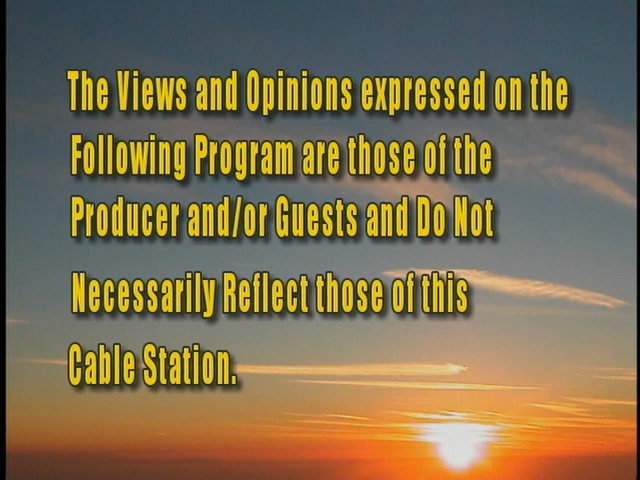 The Views and Opinions expressed on the
Following Program are those of the
Producer and/or Guests and Do Not
Necessarily Reflect those of this
Cable Station.